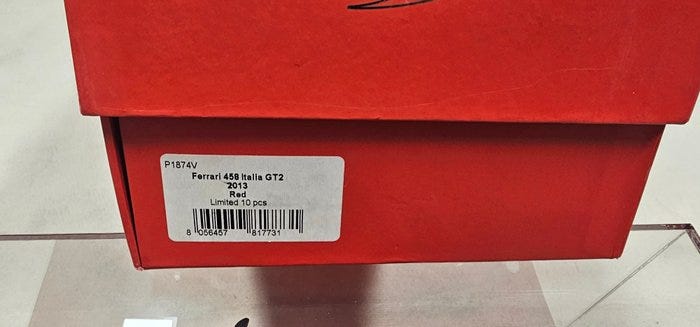 P1874V
Ferrari 458 Italia GT2
2013
Red
Limited 10 pcs
8 056457 817731